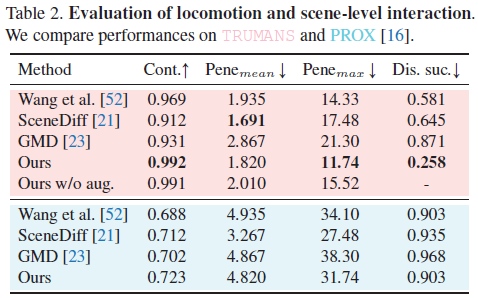 Table 2. Evaluation of locomotion and scene-level interaction.
We compare performances on TRUMANS and PROX [16].
Method Cont.↑ Pene_mean ↓ Pene_max ↓ Dis. suc.↓
Wang et al. [52] 0.969 1.935 14.33 0.581
SceneDiff [21] 0.912 1.691 17.48 0.645
GMD [23] 0.931 2.867 21.30 0.871
Ours 0.992 1.820 11.74 0.258
Ours w/o aug. 0.991 2.010 15.52 -
Wang et al. [52] 0.688 4.935 34.10 0.903
SceneDiff [21] 0.712 3.267 27.48 0.935
GMD [23] 0.702 4.867 38.30 0.968
Ours 0.723 4.820 31.74 0.903